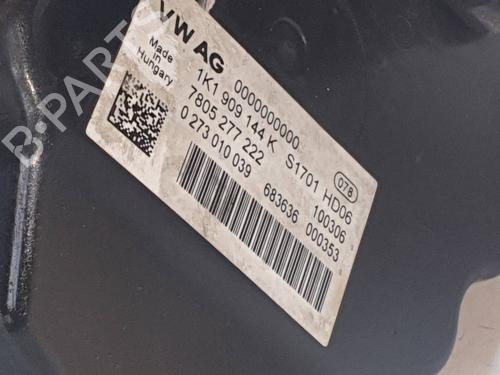 B-PARTS
VW AG
Made in Hungary
0000000000
1K1 909 144 K S1701 HD06
078
7805 277 222 100306
0 273 010 039 683636 000353